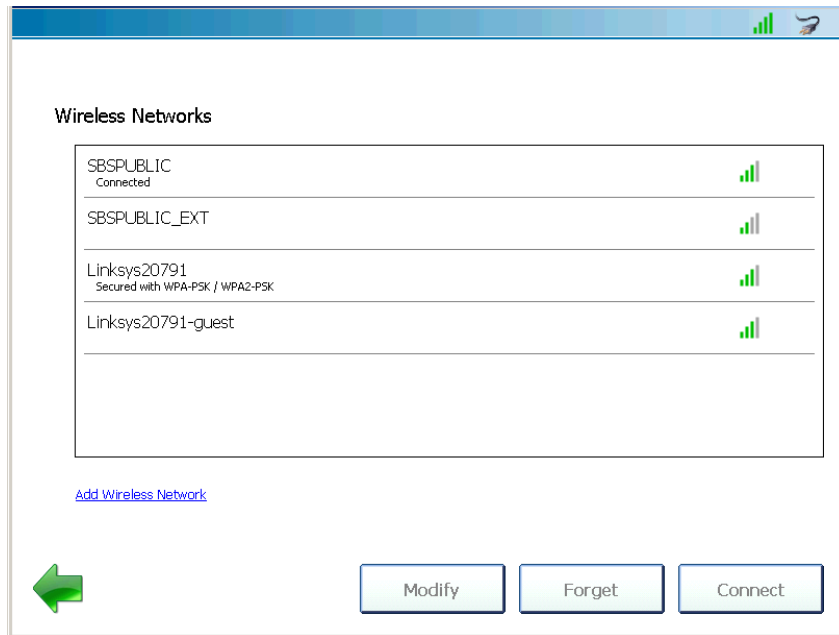 Wireless Networks
SBSPUBLIC
Connected
SBSPUBLIC_EXT
Linksys20791
Secured with WPA-PSK / WPA2-PSK
Linksys20791-guest
Add Wireless Network
Modify
Forget
Connect